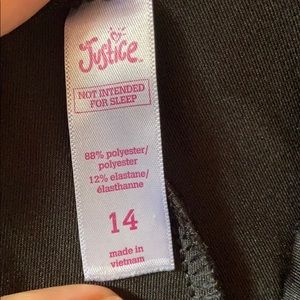 Justice
NOT INTENDED
FOR SLEEP
88% polyester/
polyester
12% elastane/
élasthanne
14
made in
vietnam